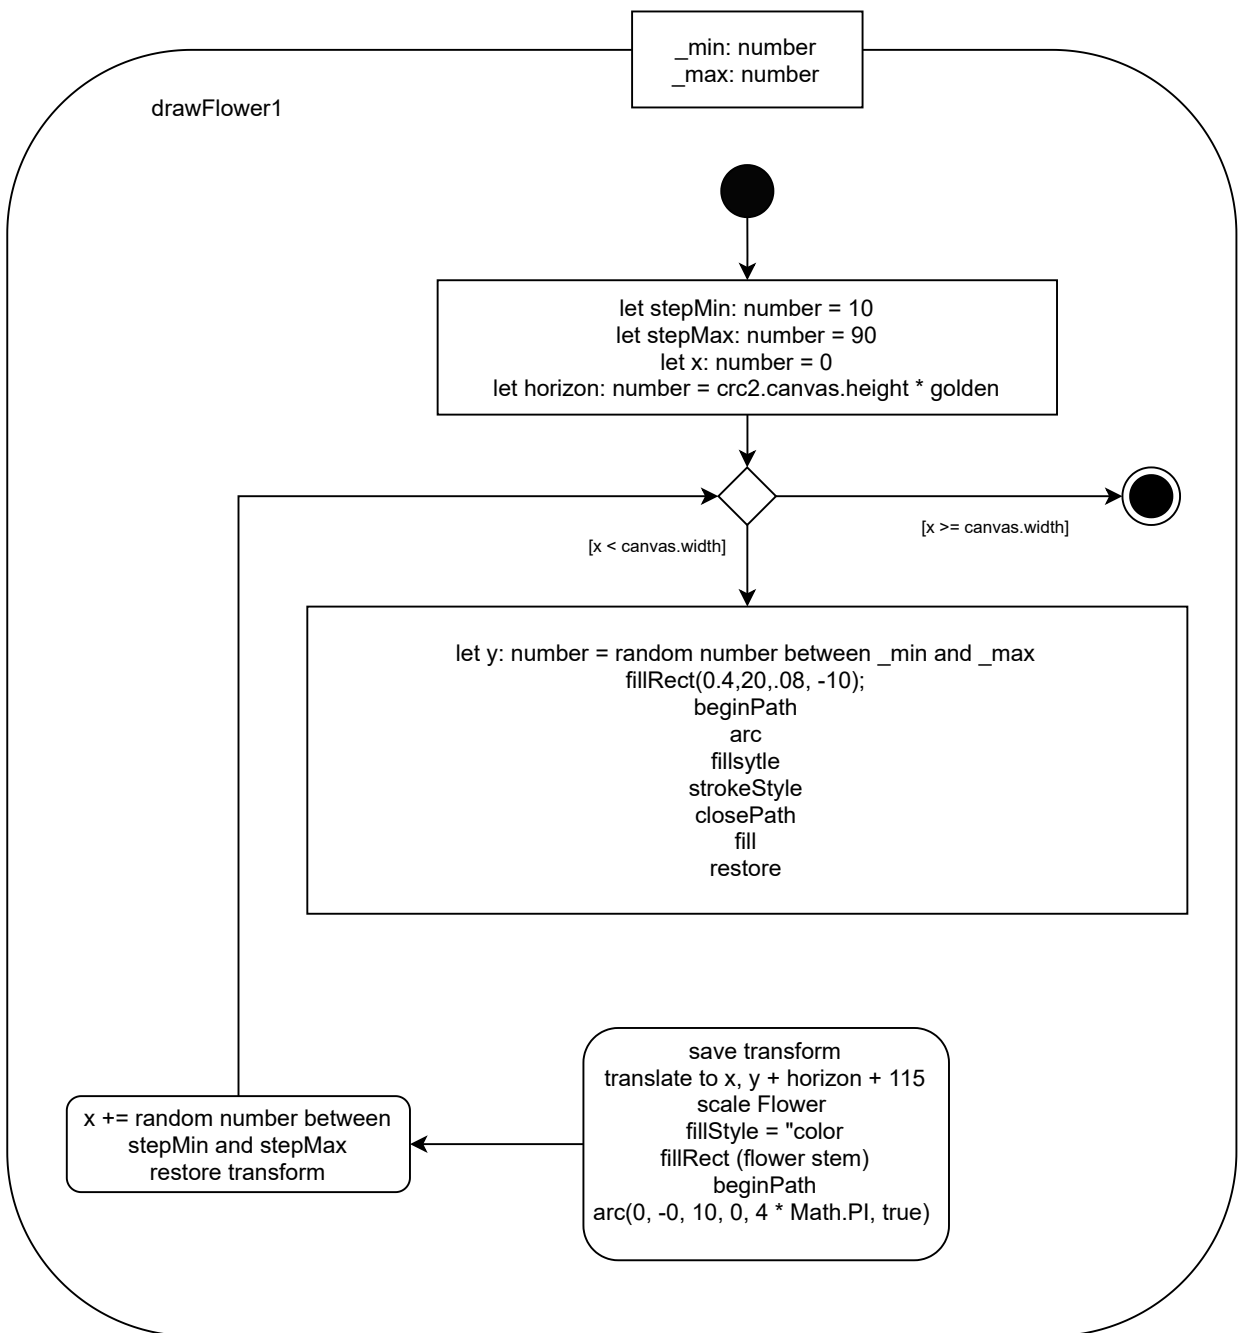 _min: number
_max: number
drawFlower1
let stepMin: number = 10
let stepMax: number = 90
let x: number = 0
let horizon: number = crc2.canvas.height * golden
[x >= canvas.width]
[x < canvas.width]
let y: number = random number between _min and _max
fillRect(0.4,20,.08, -10);
beginPath
arc
fillsytle
strokeStyle
closePath
fill
restore
save transform
translate to x, y + horizon + 115
scale Flower
fillStyle = "color
fillRect (flower stem)
beginPath
arc(0, -0, 10, 0, 4 * Math.PI, true)
x += random number between
stepMin and stepMax
restore transform